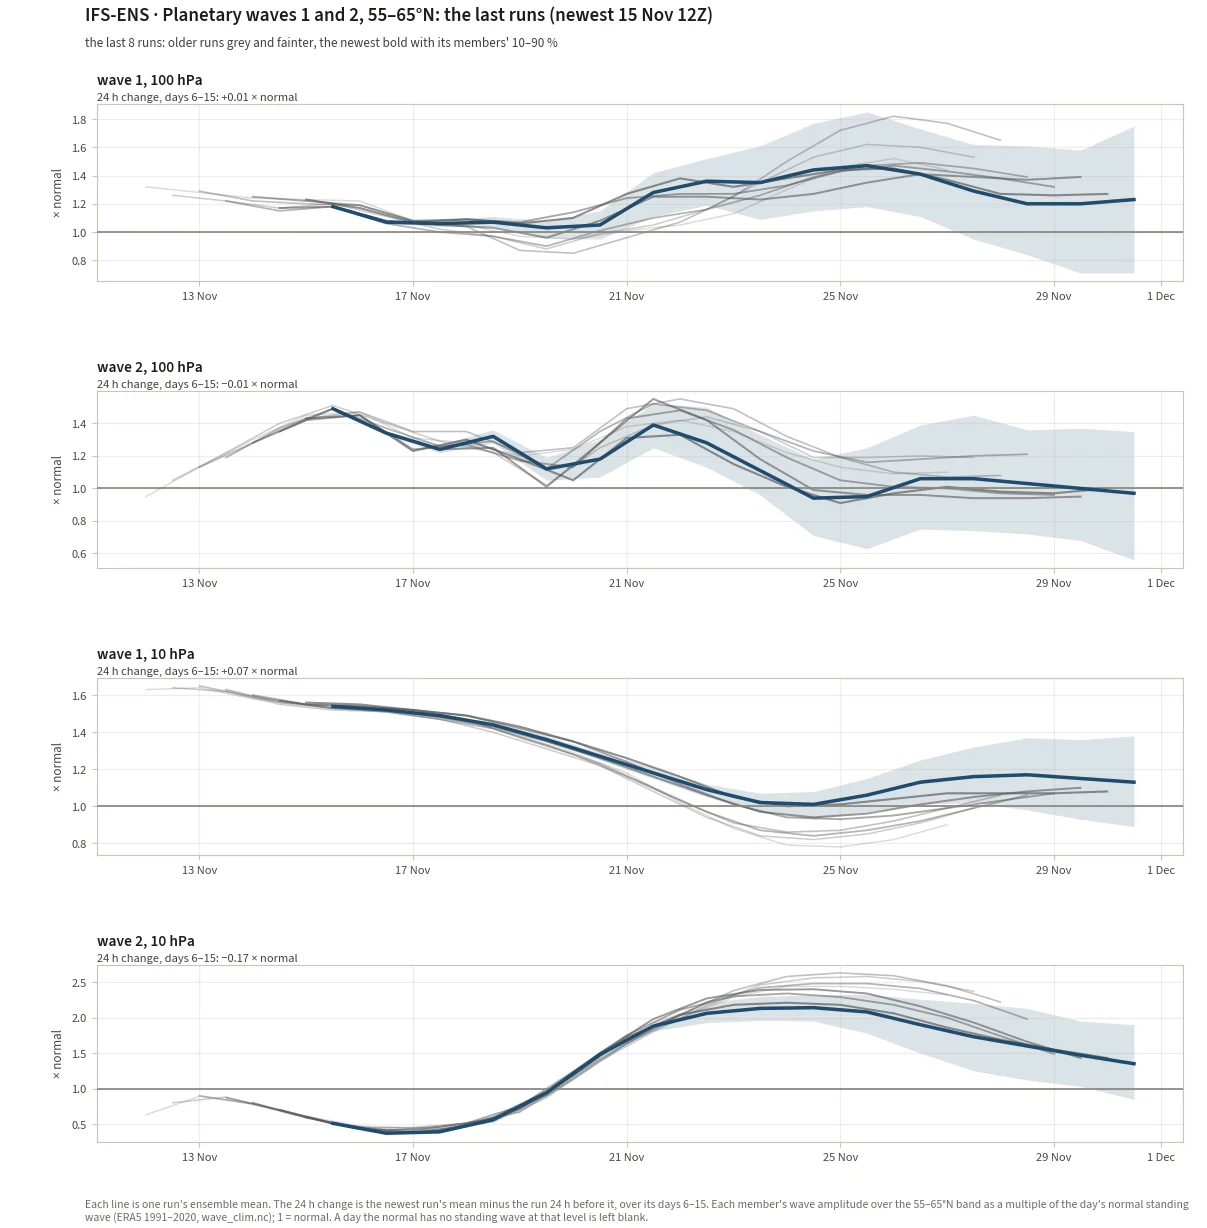 IFS-ENS · Planetary waves 1 and 2, 55–65°N: the last runs (newest 15 Nov 12Z)
the last 8 runs: older runs grey and fainter, the newest bold with its members' 10–90 %
wave 1, 100 hPa
24 h change, days 6–15: +0.01 × normal
× normal
1.8
1.6
1.4
1.2
1.0
0.8
13 Nov
17 Nov
21 Nov
25 Nov
29 Nov
1 Dec
wave 2, 100 hPa
24 h change, days 6–15: −0.01 × normal
× normal
1.4
1.2
1.0
0.8
0.6
13 Nov
17 Nov
21 Nov
25 Nov
29 Nov
1 Dec
wave 1, 10 hPa
24 h change, days 6–15: +0.07 × normal
× normal
1.6
1.4
1.2
1.0
0.8
13 Nov
17 Nov
21 Nov
25 Nov
29 Nov
1 Dec
wave 2, 10 hPa
24 h change, days 6–15: −0.17 × normal
× normal
2.5
2.0
1.5
1.0
0.5
13 Nov
17 Nov
21 Nov
25 Nov
29 Nov
1 Dec
Each line is one run's ensemble mean. The 24 h change is the newest run's mean minus the run 24 h before it, over its days 6–15. Each member's wave amplitude over the 55–65°N band as a multiple of the day's normal standing
wave (ERA5 1991–2020, wave_clim.nc); 1 = normal. A day the normal has no standing wave at that level is left blank.